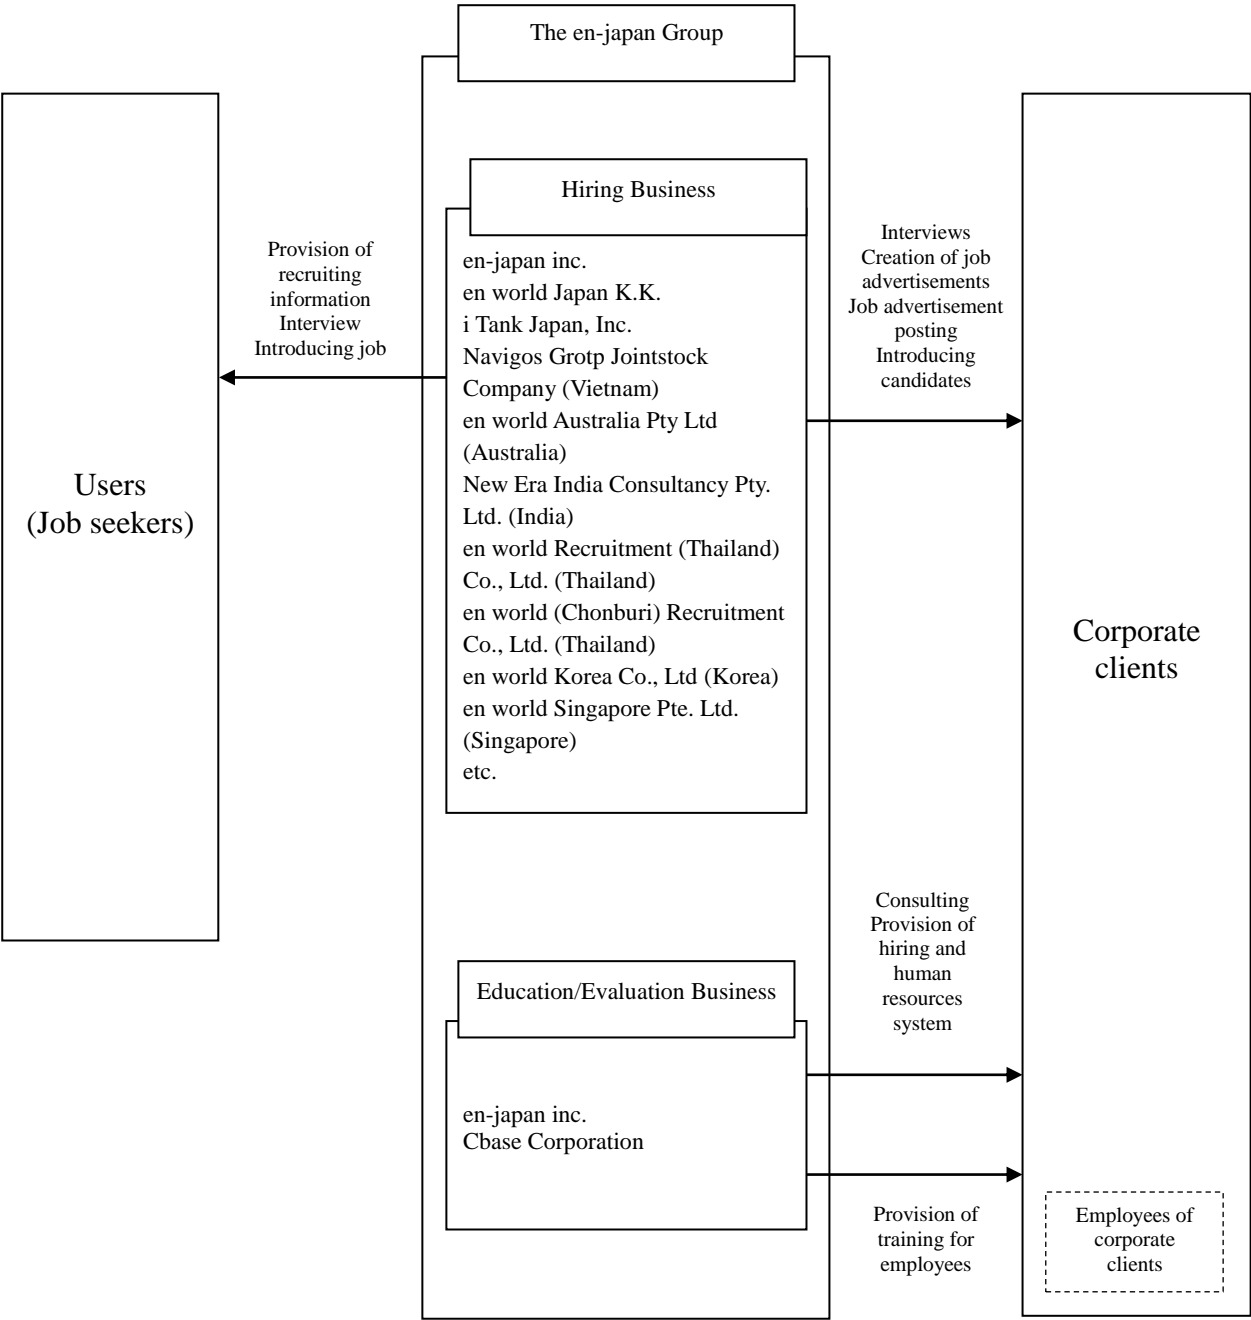 The en-japan Group
Users
(Job seekers)
Provision of
recruiting
information
Interview
Introducing job
Hiring Business
en-japan inc.
en world Japan K.K.
i Tank Japan, Inc.
Navigos Grotp Jointstock
Company (Vietnam)
en world Australia Pty Ltd
(Australia)
New Era India Consultancy Pty.
Ltd. (India)
en world Recruitment (Thailand)
Co., Ltd. (Thailand)
en world (Chonburi) Recruitment
Co., Ltd. (Thailand)
en world Korea Co., Ltd (Korea)
en world Singapore Pte. Ltd.
(Singapore)
etc.
Interviews
Creation of job
advertisements
Job advertisement
posting
Introducing
candidates
Corporate
clients
Education/Evaluation Business
en-japan inc.
Cbase Corporation
Consulting
Provision of
hiring and
human
resources
system
Provision of
training for
employees
Employees of
corporate
clients